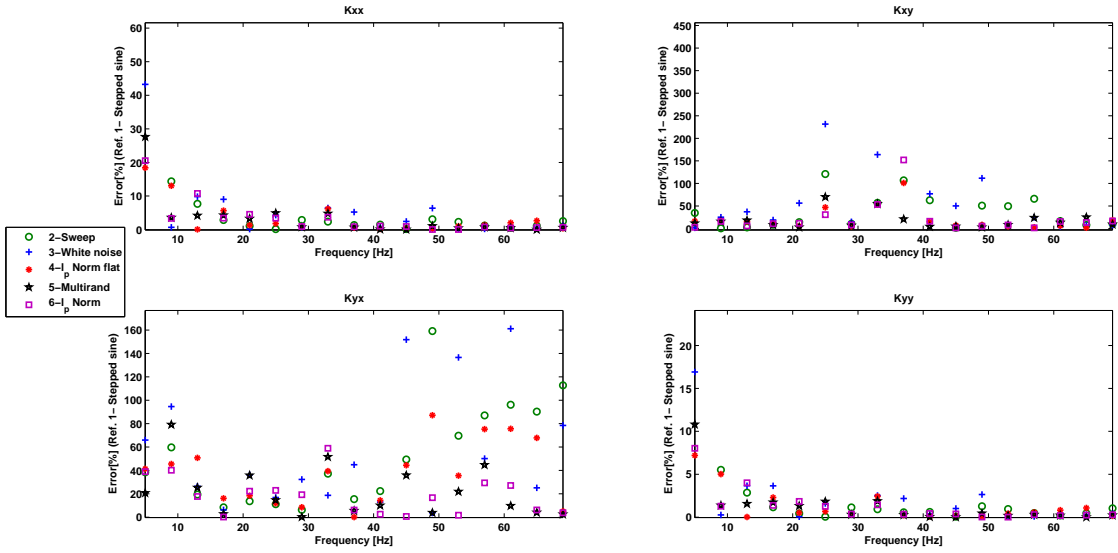 Kxx
Error[%] (Ref. 1− Stepped sine)
60
50
40
30
20
10
0
10 20 30 40 50 60
Frequency [Hz]
Kxy
Error[%] (Ref. 1− Stepped sine)
450
400
350
300
250
200
150
100
50
0
10 20 30 40 50 60
Frequency [Hz]
2−Sweep
3−White noise
4−l_p Norm flat
5−Multirand
6−l_p Norm
Kyx
Error[%] (Ref. 1− Stepped sine)
160
140
120
100
80
60
40
20
0
10 20 30 40 50 60
Frequency [Hz]
Kyy
Error[%] (Ref. 1− Stepped sine)
20
15
10
5
0
10 20 30 40 50 60
Frequency [Hz]